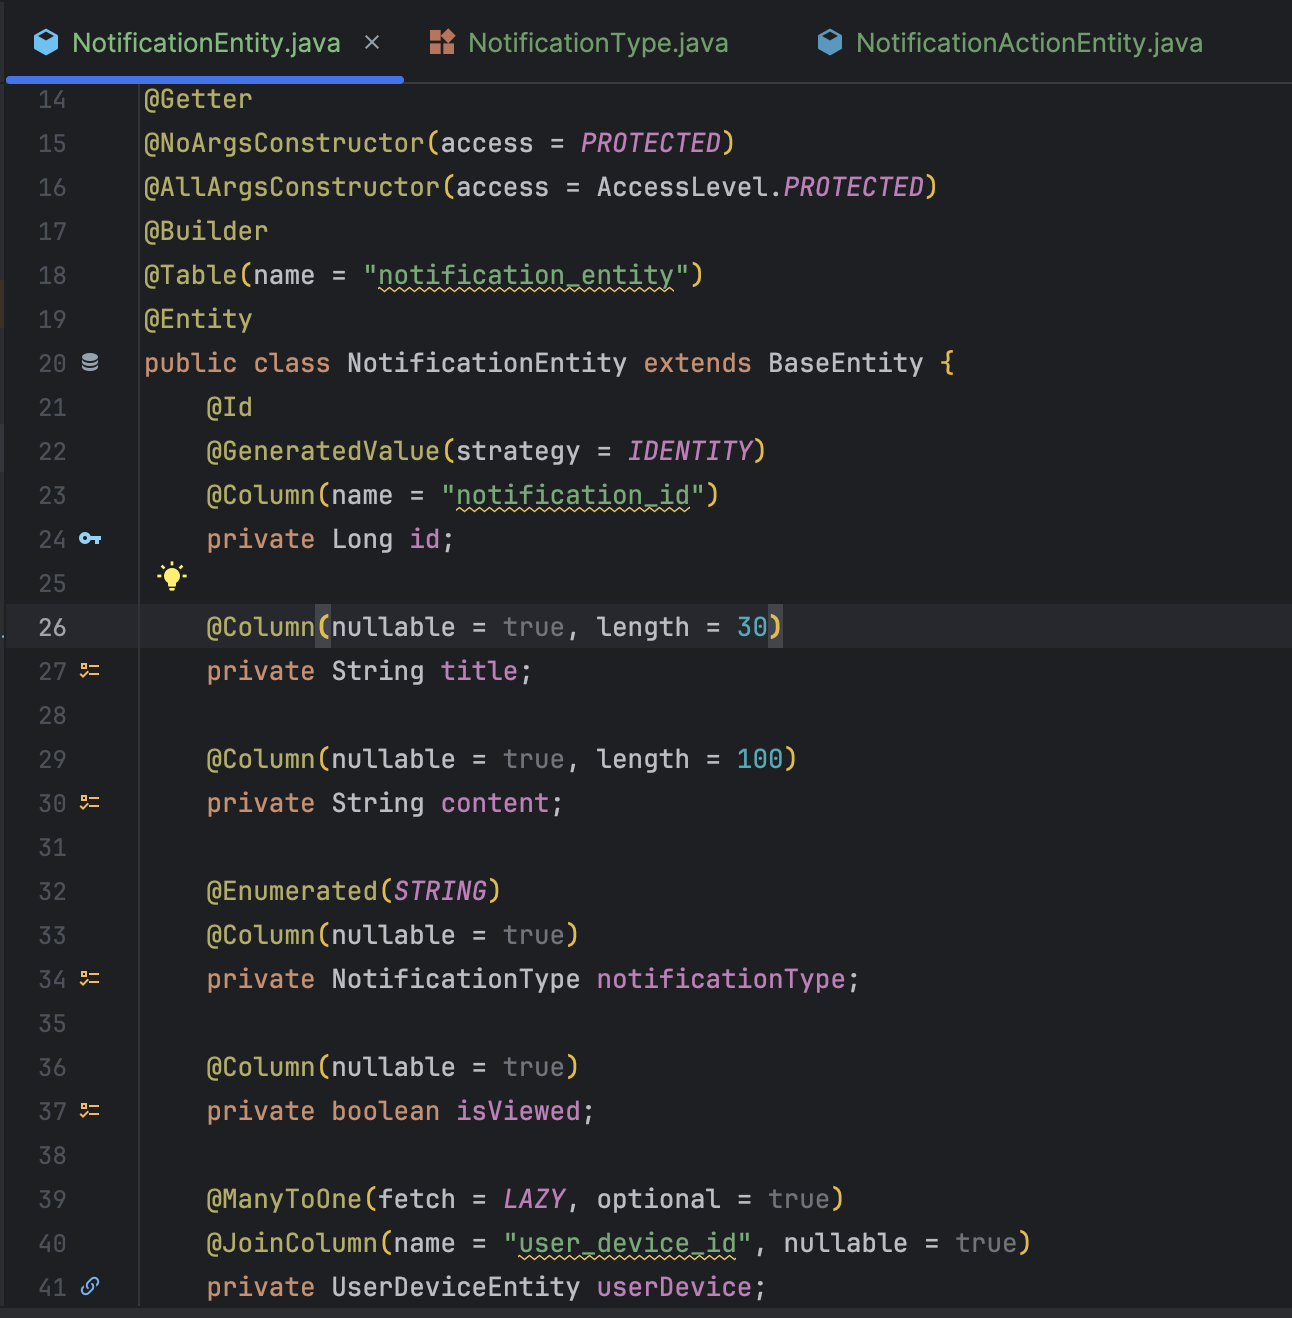 NotificationEntity.java × NotificationType.java NotificationActionEntity.java
14 @Getter
15 @NoArgsConstructor(access = PROTECTED)
16 @AllArgsConstructor(access = AccessLevel.PROTECTED)
17 @Builder
18 @Table(name = "notification_entity")
19 @Entity
20 public class NotificationEntity extends BaseEntity {
21 @Id
22 @GeneratedValue(strategy = IDENTITY)
23 @Column(name = "notification_id")
24 private Long id;
25
26 @Column(nullable = true, length = 30)
27 private String title;
28
29 @Column(nullable = true, length = 100)
30 private String content;
31
32 @Enumerated(STRING)
33 @Column(nullable = true)
34 private NotificationType notificationType;
35
36 @Column(nullable = true)
37 private boolean isViewed;
38
39 @ManyToOne(fetch = LAZY, optional = true)
40 @JoinColumn(name = "user_device_id", nullable = true)
41 private UserDeviceEntity userDevice;